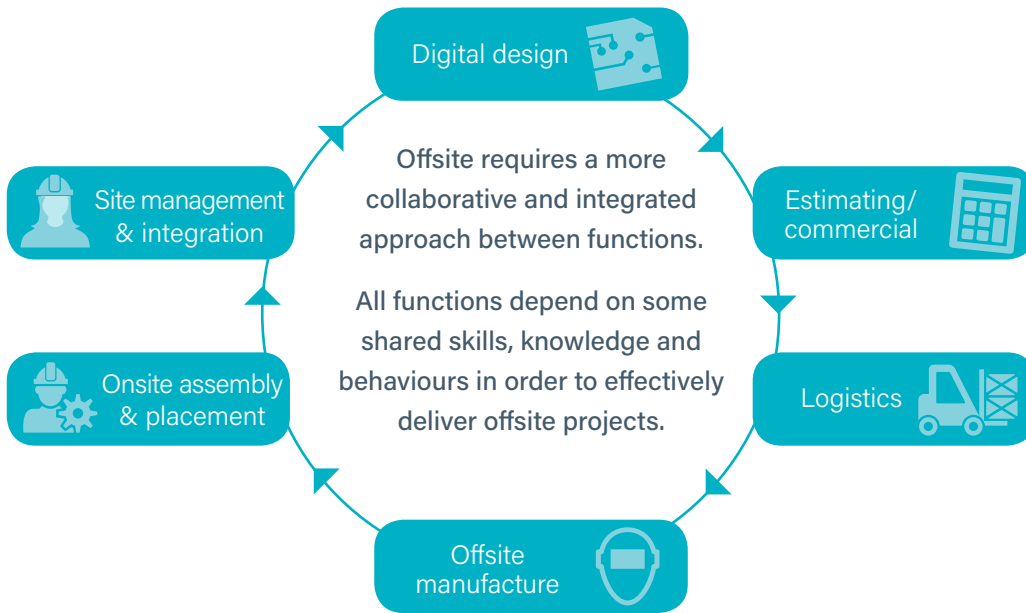 Digital design
Offsite requires a more
collaborative and integrated
approach between functions.
All functions depend on some
shared skills, knowledge and
behaviours in order to effectively
deliver offsite projects.
Estimating/
commercial
Logistics
Offsite
manufacture
Onsite assembly
& placement
Site management
& integration